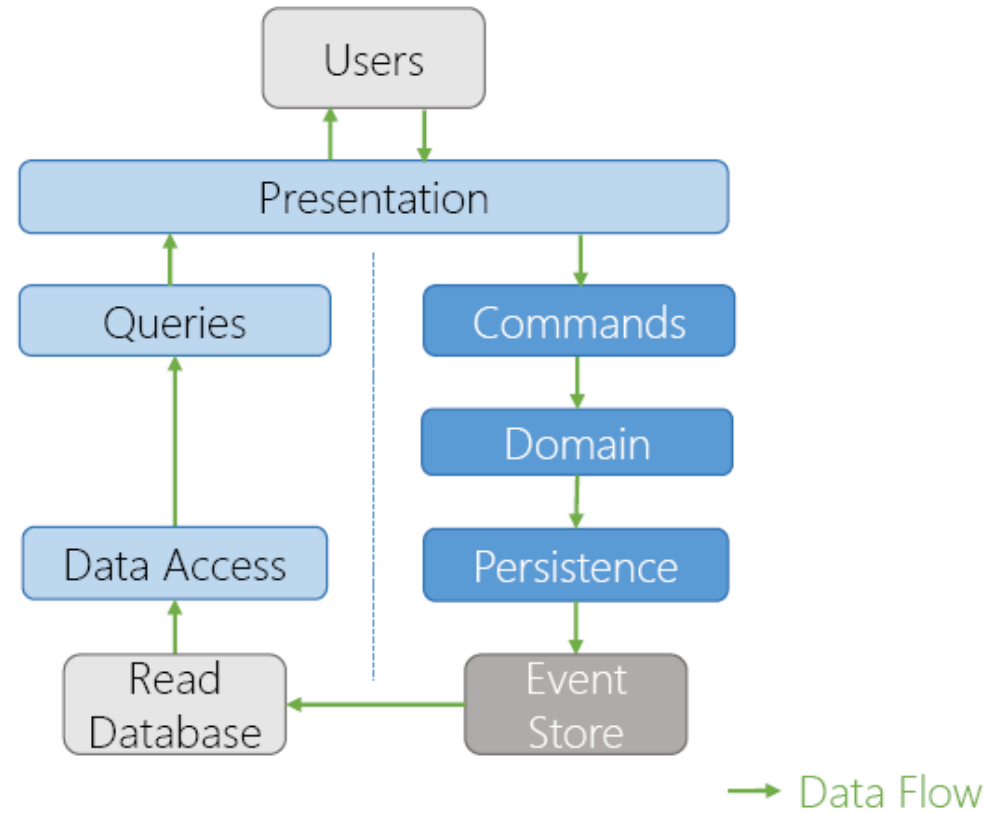 Users
Presentation
Queries
Commands
Domain
Data Access
Persistence
Read
Database
Event
Store
Data Flow